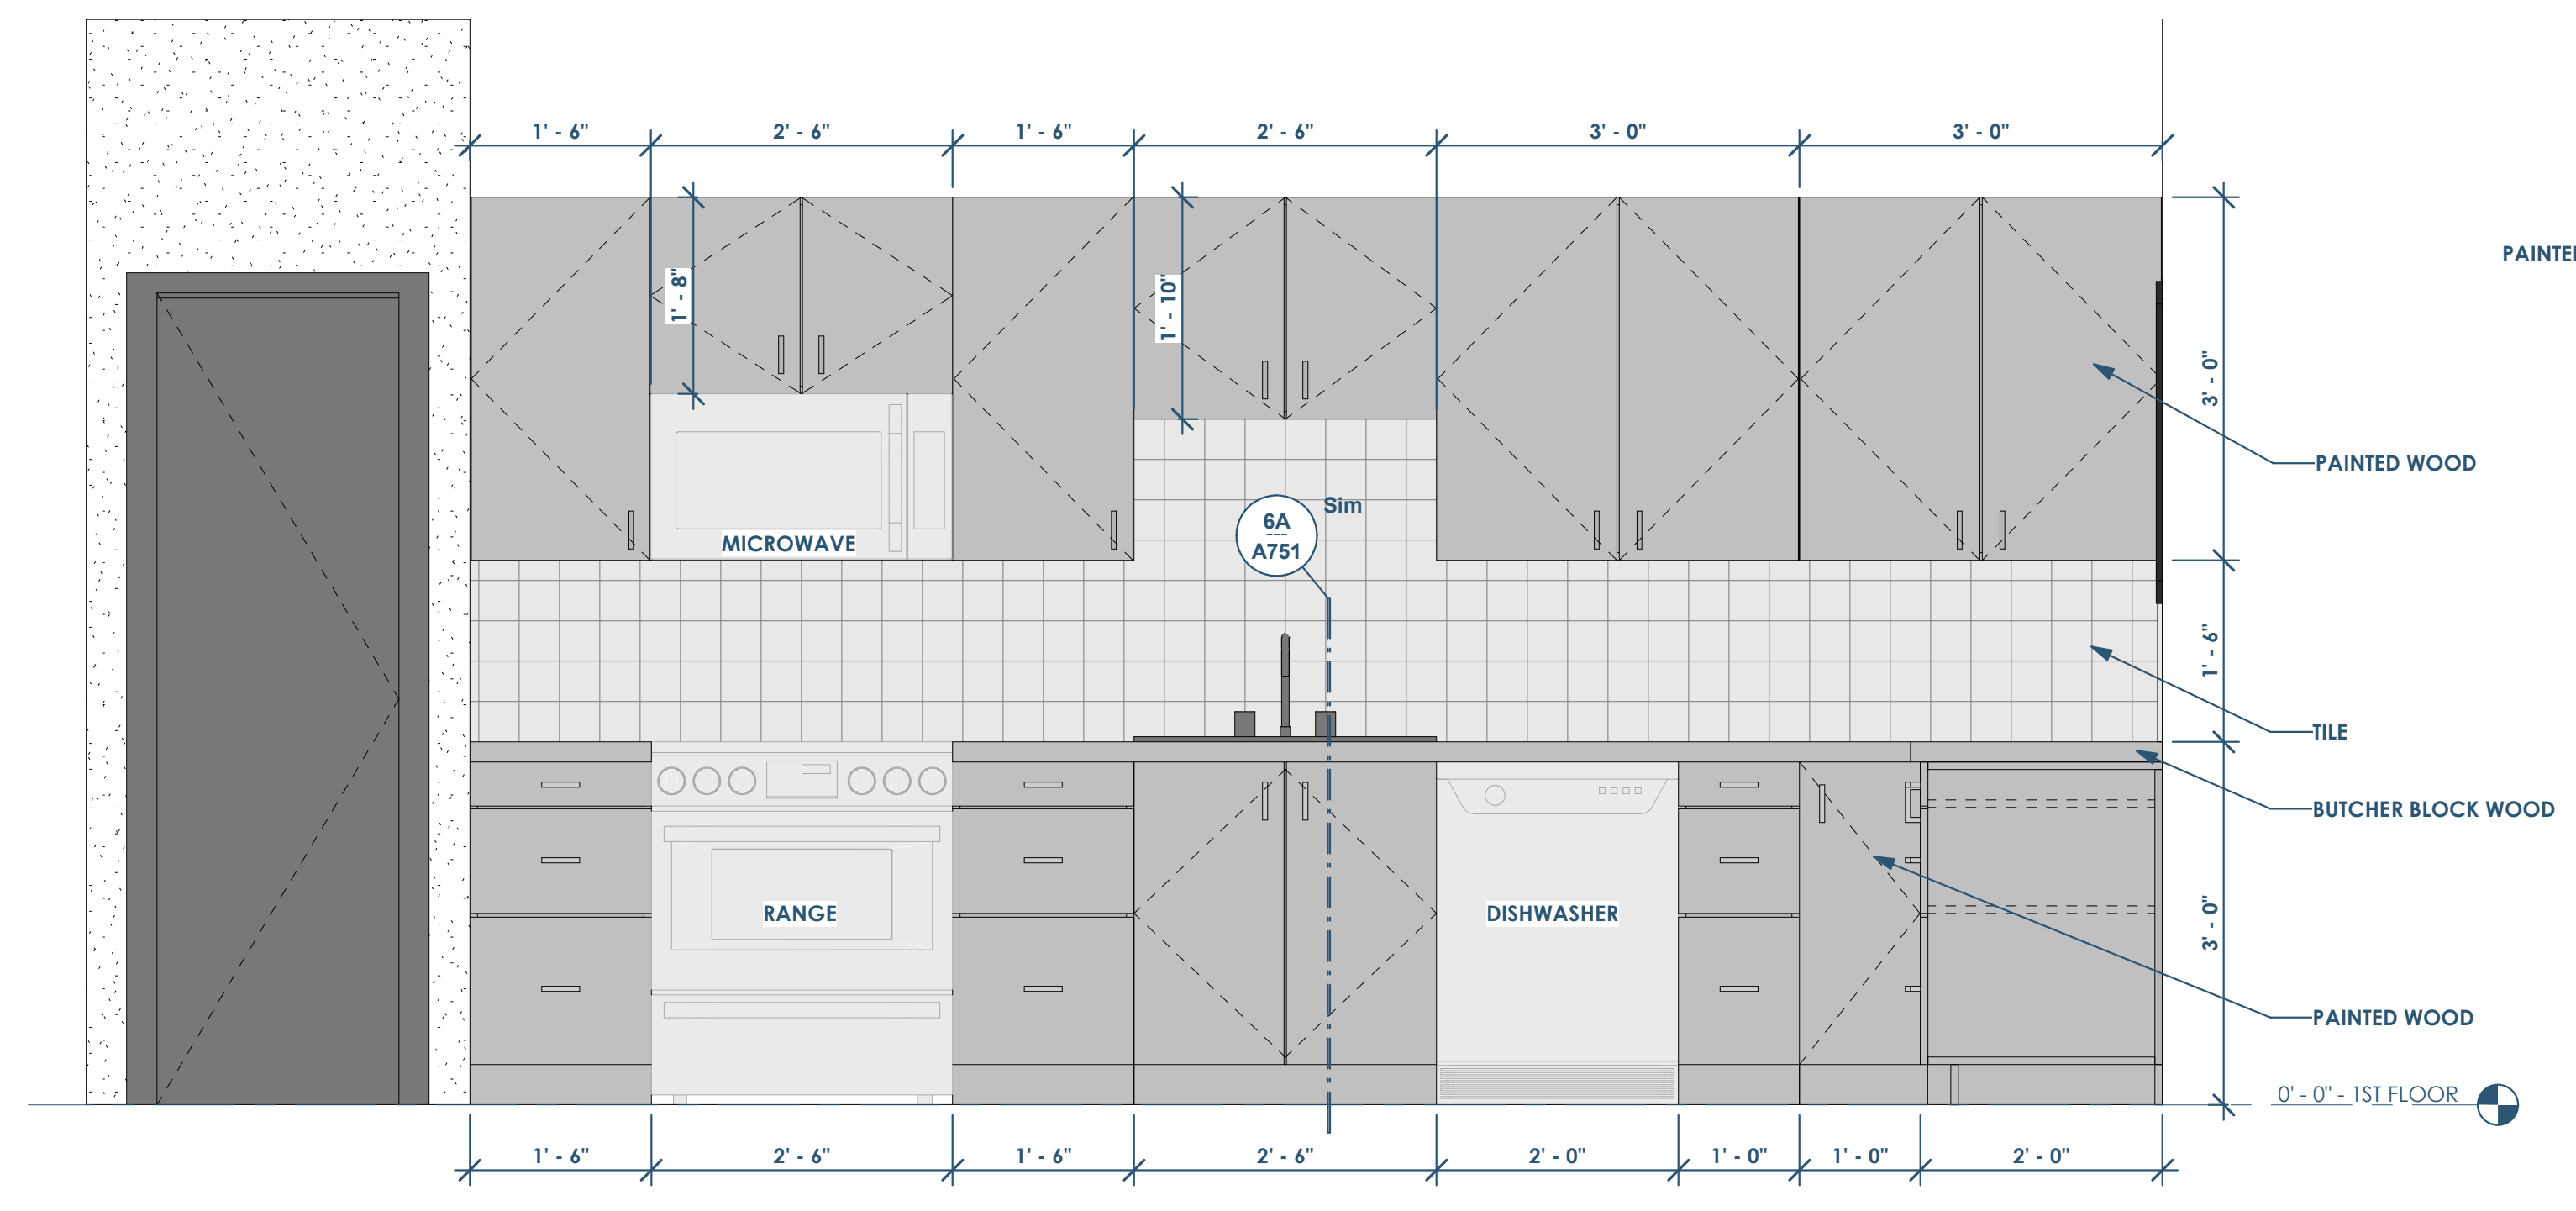 1' - 6"
2' - 6"
1' - 6"
2' - 6"
3' - 0"
3' - 0"
1' - 8"
1' - 10"
3' - 0"
PAINTED WOOD
Sim
6A
A751
MICROWAVE
1' - 6"
TILE
BUTCHER BLOCK WOOD
RANGE
DISHWASHER
3' - 0"
PAINTED WOOD
0' - 0" - 1ST FLOOR
1' - 6"
2' - 6"
1' - 6"
2' - 6"
2' - 0"
1' - 0"
1' - 0"
2' - 0"